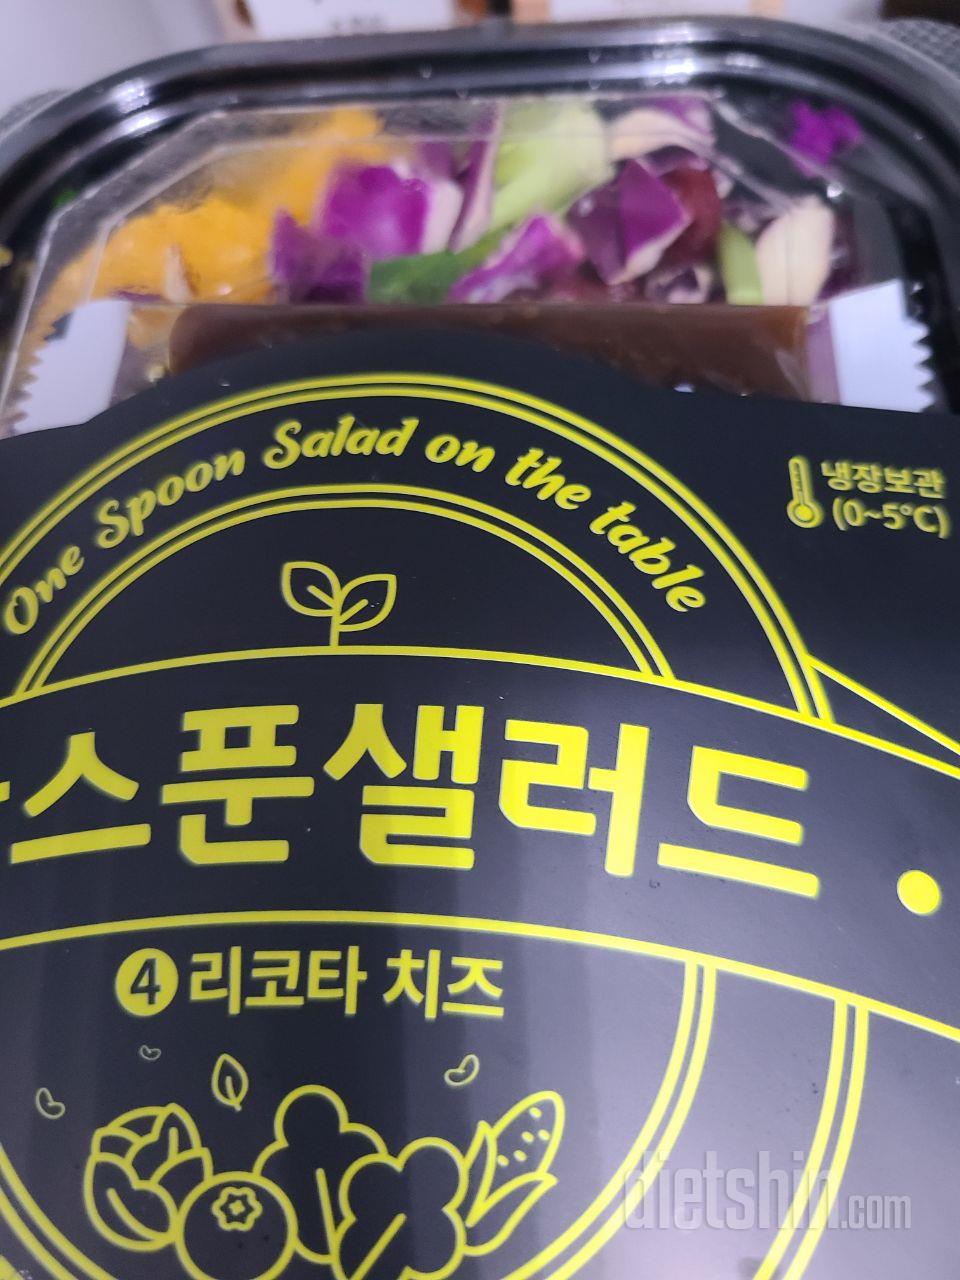 One Spoon Salad on the table
냉장보관
(0~5℃)
스푼샐러드.
4 리코타 치즈
dietshin.com